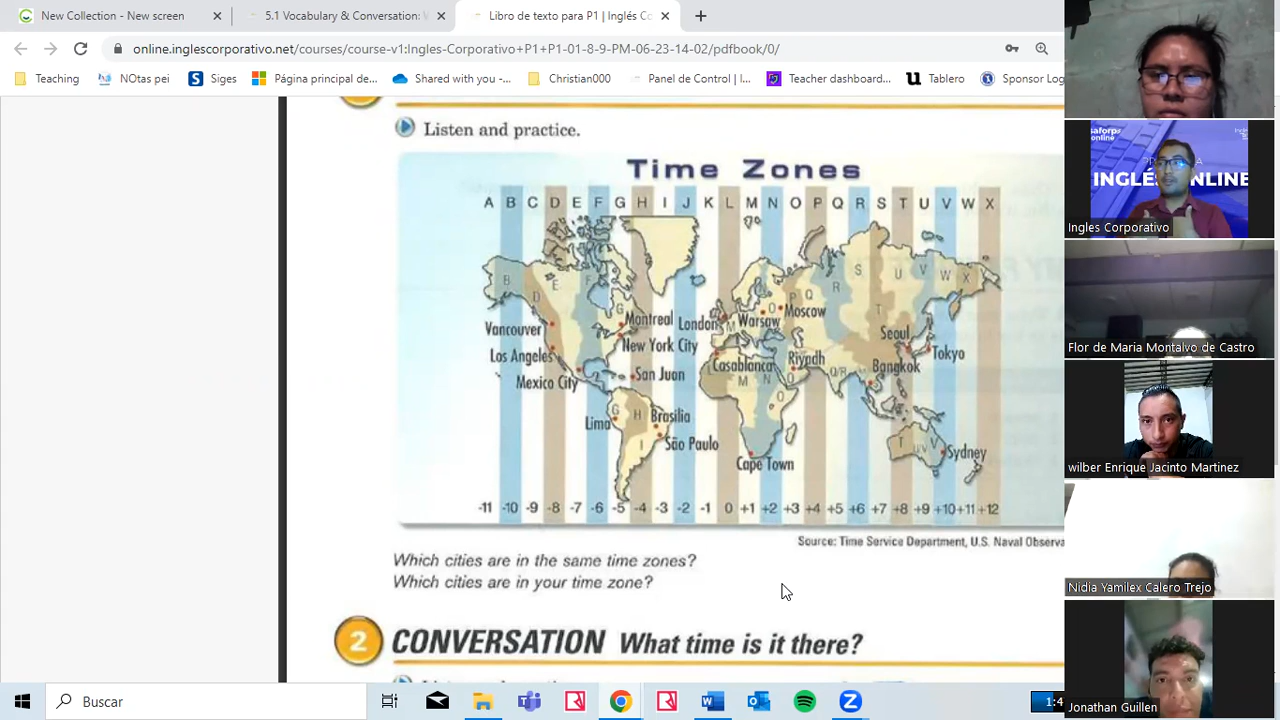 New Collection - New screen
5.1 Vocabulary & Conversation:
Libro de texto para P1 | Inglés Co
online.inglescorporativo.net/courses/course-v1:Ingles-Corporativo+P1+P1-01-8-9-PM-06-23-14-02/pdfbook/0/
Teaching
NOtas pei
Siges
Página principal de...
Shared with you -...
Christian000
Panel de Control | I...
Teacher dashboard...
Tablero
Sponsor Log
Listen and practice.
Time Zones
A B C D E F G H I J K L M N O P Q R S T U V W X
B D E F G
M N O P Q R S T U V W X
Vancouver
Montreal
London
Warsaw
Moscow
Seoul
Los Angeles
New York City
Casablanca
Riyadh
Bangkok
Tokyo
Mexico City
San Juan
M N O Q/R
Lima
G H I
Brasilia
São Paulo
Cape Town
T U/V V
Sydney
-11 -10 -9 -8 -7 -6 -5 -4 -3 -2 -1 0 +1 +2 +3 +4 +5 +6 +7 +8 +9 +10 +11 +12
Source: Time Service Department, U.S. Naval Observa
Which cities are in the same time zones?
Which cities are in your time zone?
2 CONVERSATION What time is it there?
Buscar
1:4
INGLÉS ONLINE
Ingles Corporativo
Flor de Maria Montalvo de Castro
wilber Enrique Jacinto Martinez
Nidia Yamilex Calero Trejo
Jonathan Guillen